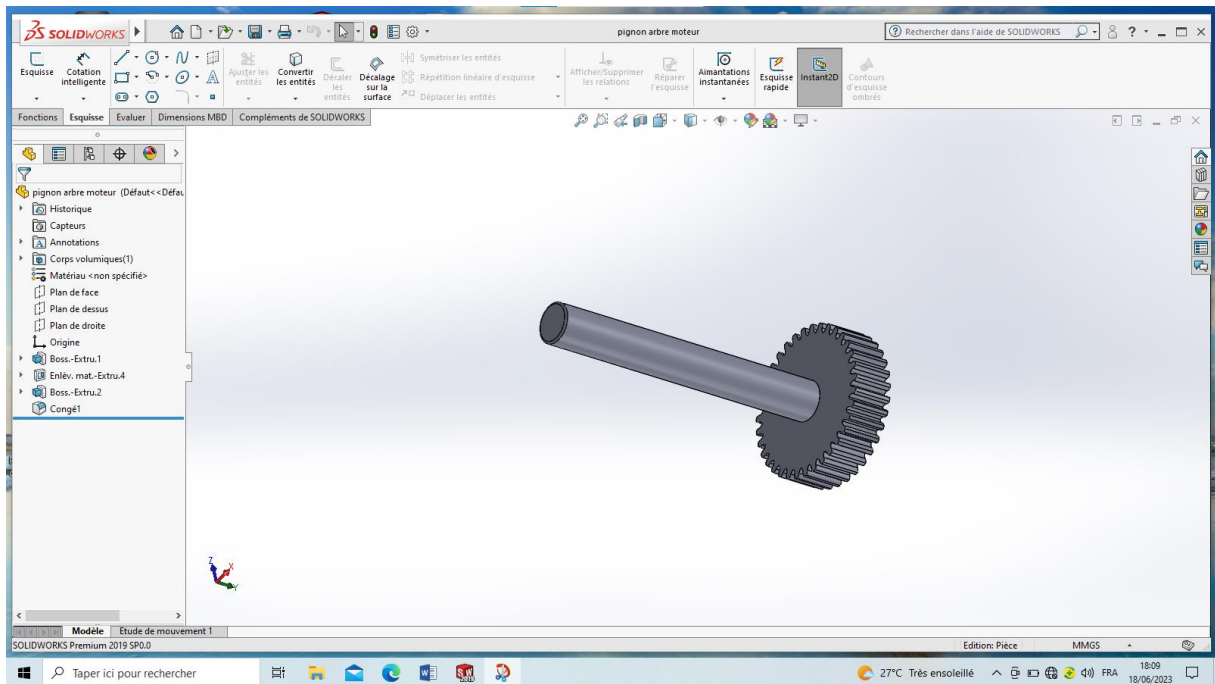 SOLIDWORKS
pignon arbre moteur
Rechercher dans l'aide de SOLIDWORKS
Esquisse
Cotation intelligente
Ajuster les entités
Convertir les entités
Décaler les entités
Décalage sur la surface
Symétriser les entités
Répétition linéaire d'esquisse
Déplacer les entités
Afficher/Supprimer les relations
Réparer l'esquisse
Aimantations instantanées
Esquisse rapide
Instant2D
Contours d'esquisse ombrés
Fonctions Esquisse Evaluer Dimensions MBD Compléments de SOLIDWORKS
pignon arbre moteur (Défaut<<Défau
Historique
Capteurs
Annotations
Corps volumiques(1)
Matériau <non spécifié>
Plan de face
Plan de dessus
Plan de droite
Origine
Boss.-Extru.1
Enlèv. mat.-Extru.4
Boss.-Extru.2
Congé1
Z
X
Y
Modèle Etude de mouvement 1
SOLIDWORKS Premium 2019 SP0.0 Edition: Pièce MMGS
Taper ici pour rechercher 27°C Très ensoleillé FRA 18:09
18/06/2023